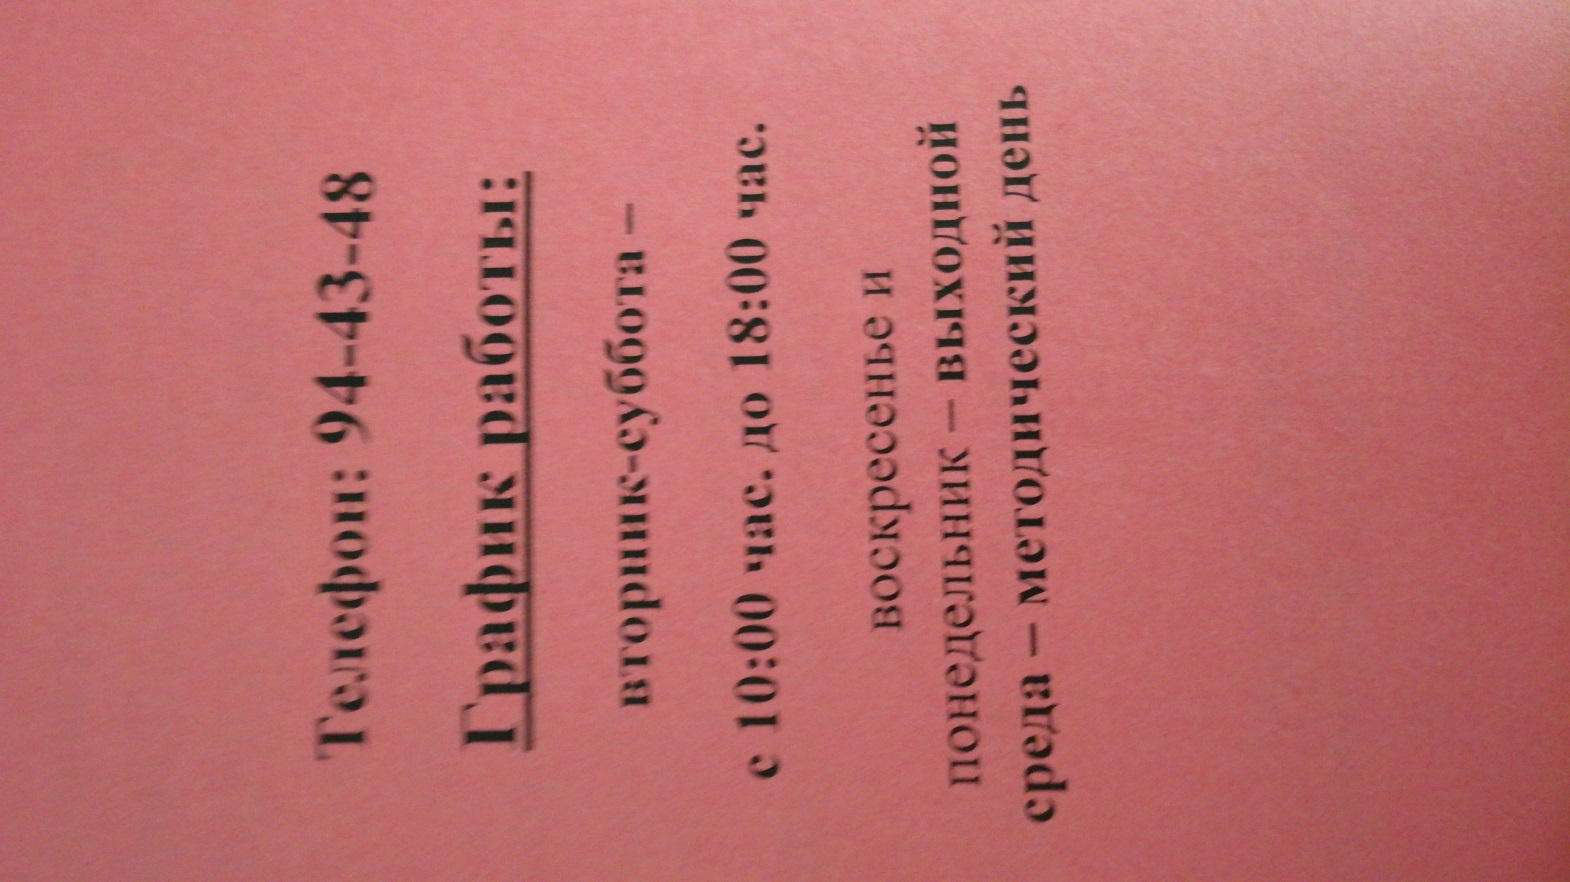 Телефон: 94-43-48
График работы:
вторник-суббота –
с 10:00 час. до 18:00 час.
воскресенье и
понедельник – выходной
среда – методический день